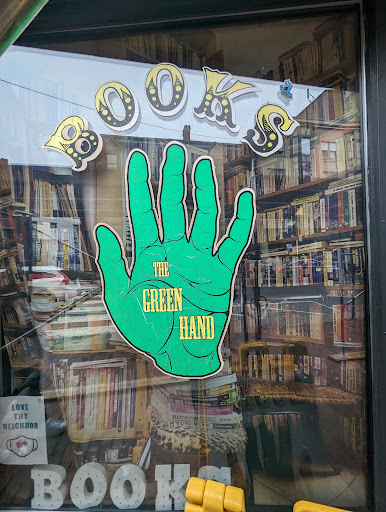 BOOKS
THE
GREEN
HAND
LOVE
THY
NEIGHBOR
BOOKS